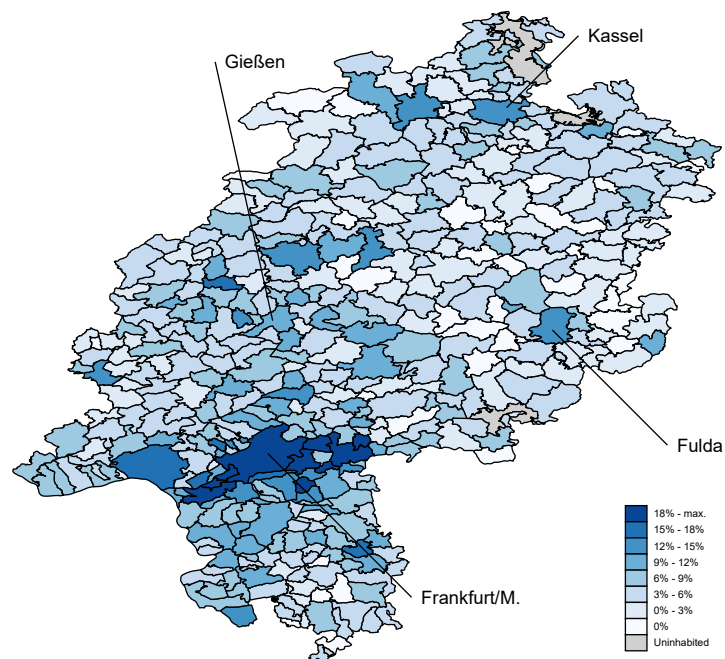 Kassel
Gießen
Fulda
Frankfurt/M.
18% - max.
15% - 18%
12% - 15%
9% - 12%
6% - 9%
3% - 6%
0% - 3%
0%
Uninhabited